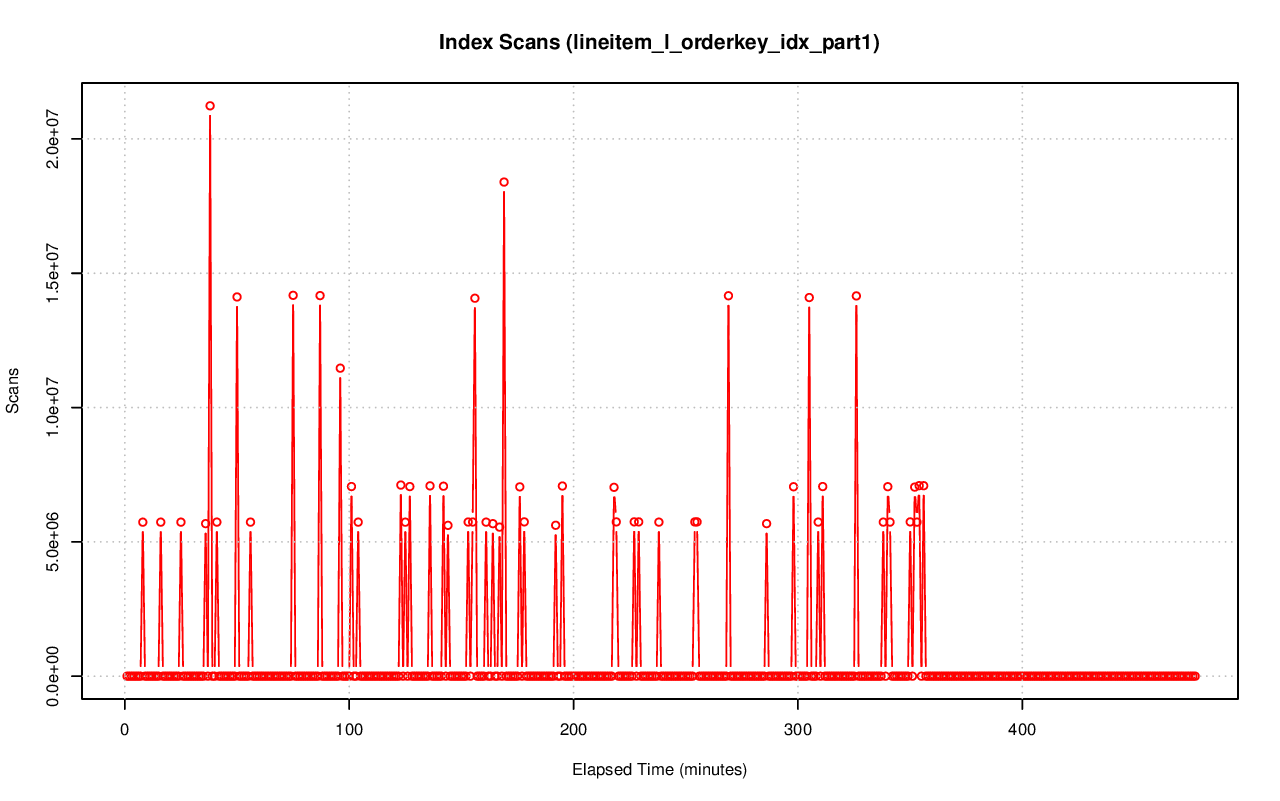 Index Scans (lineitem_l_orderkey_idx_part1)
Scans
2.0e+07
1.5e+07
1.0e+07
5.0e+06
0.0e+00
0 100 200 300 400
Elapsed Time (minutes)